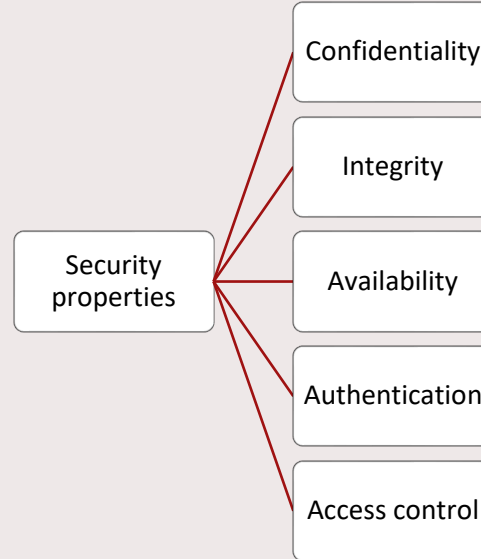 Confidentiality
Integrity
Security
properties
Availability
Authentication
Access control